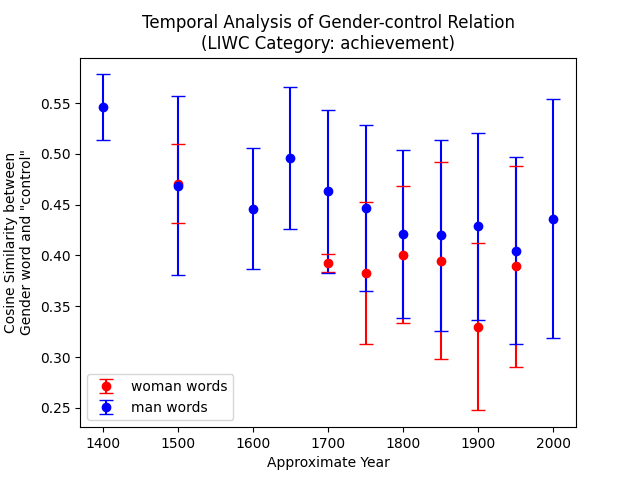 Temporal Analysis of Gender-control Relation
(LIWC Category: achievement)
Cosine Similarity between
Gender word and "control"
0.55
0.50
0.45
0.40
0.35
0.30
0.25
woman words
man words
1400 1500 1600 1700 1800 1900 2000
Approximate Year